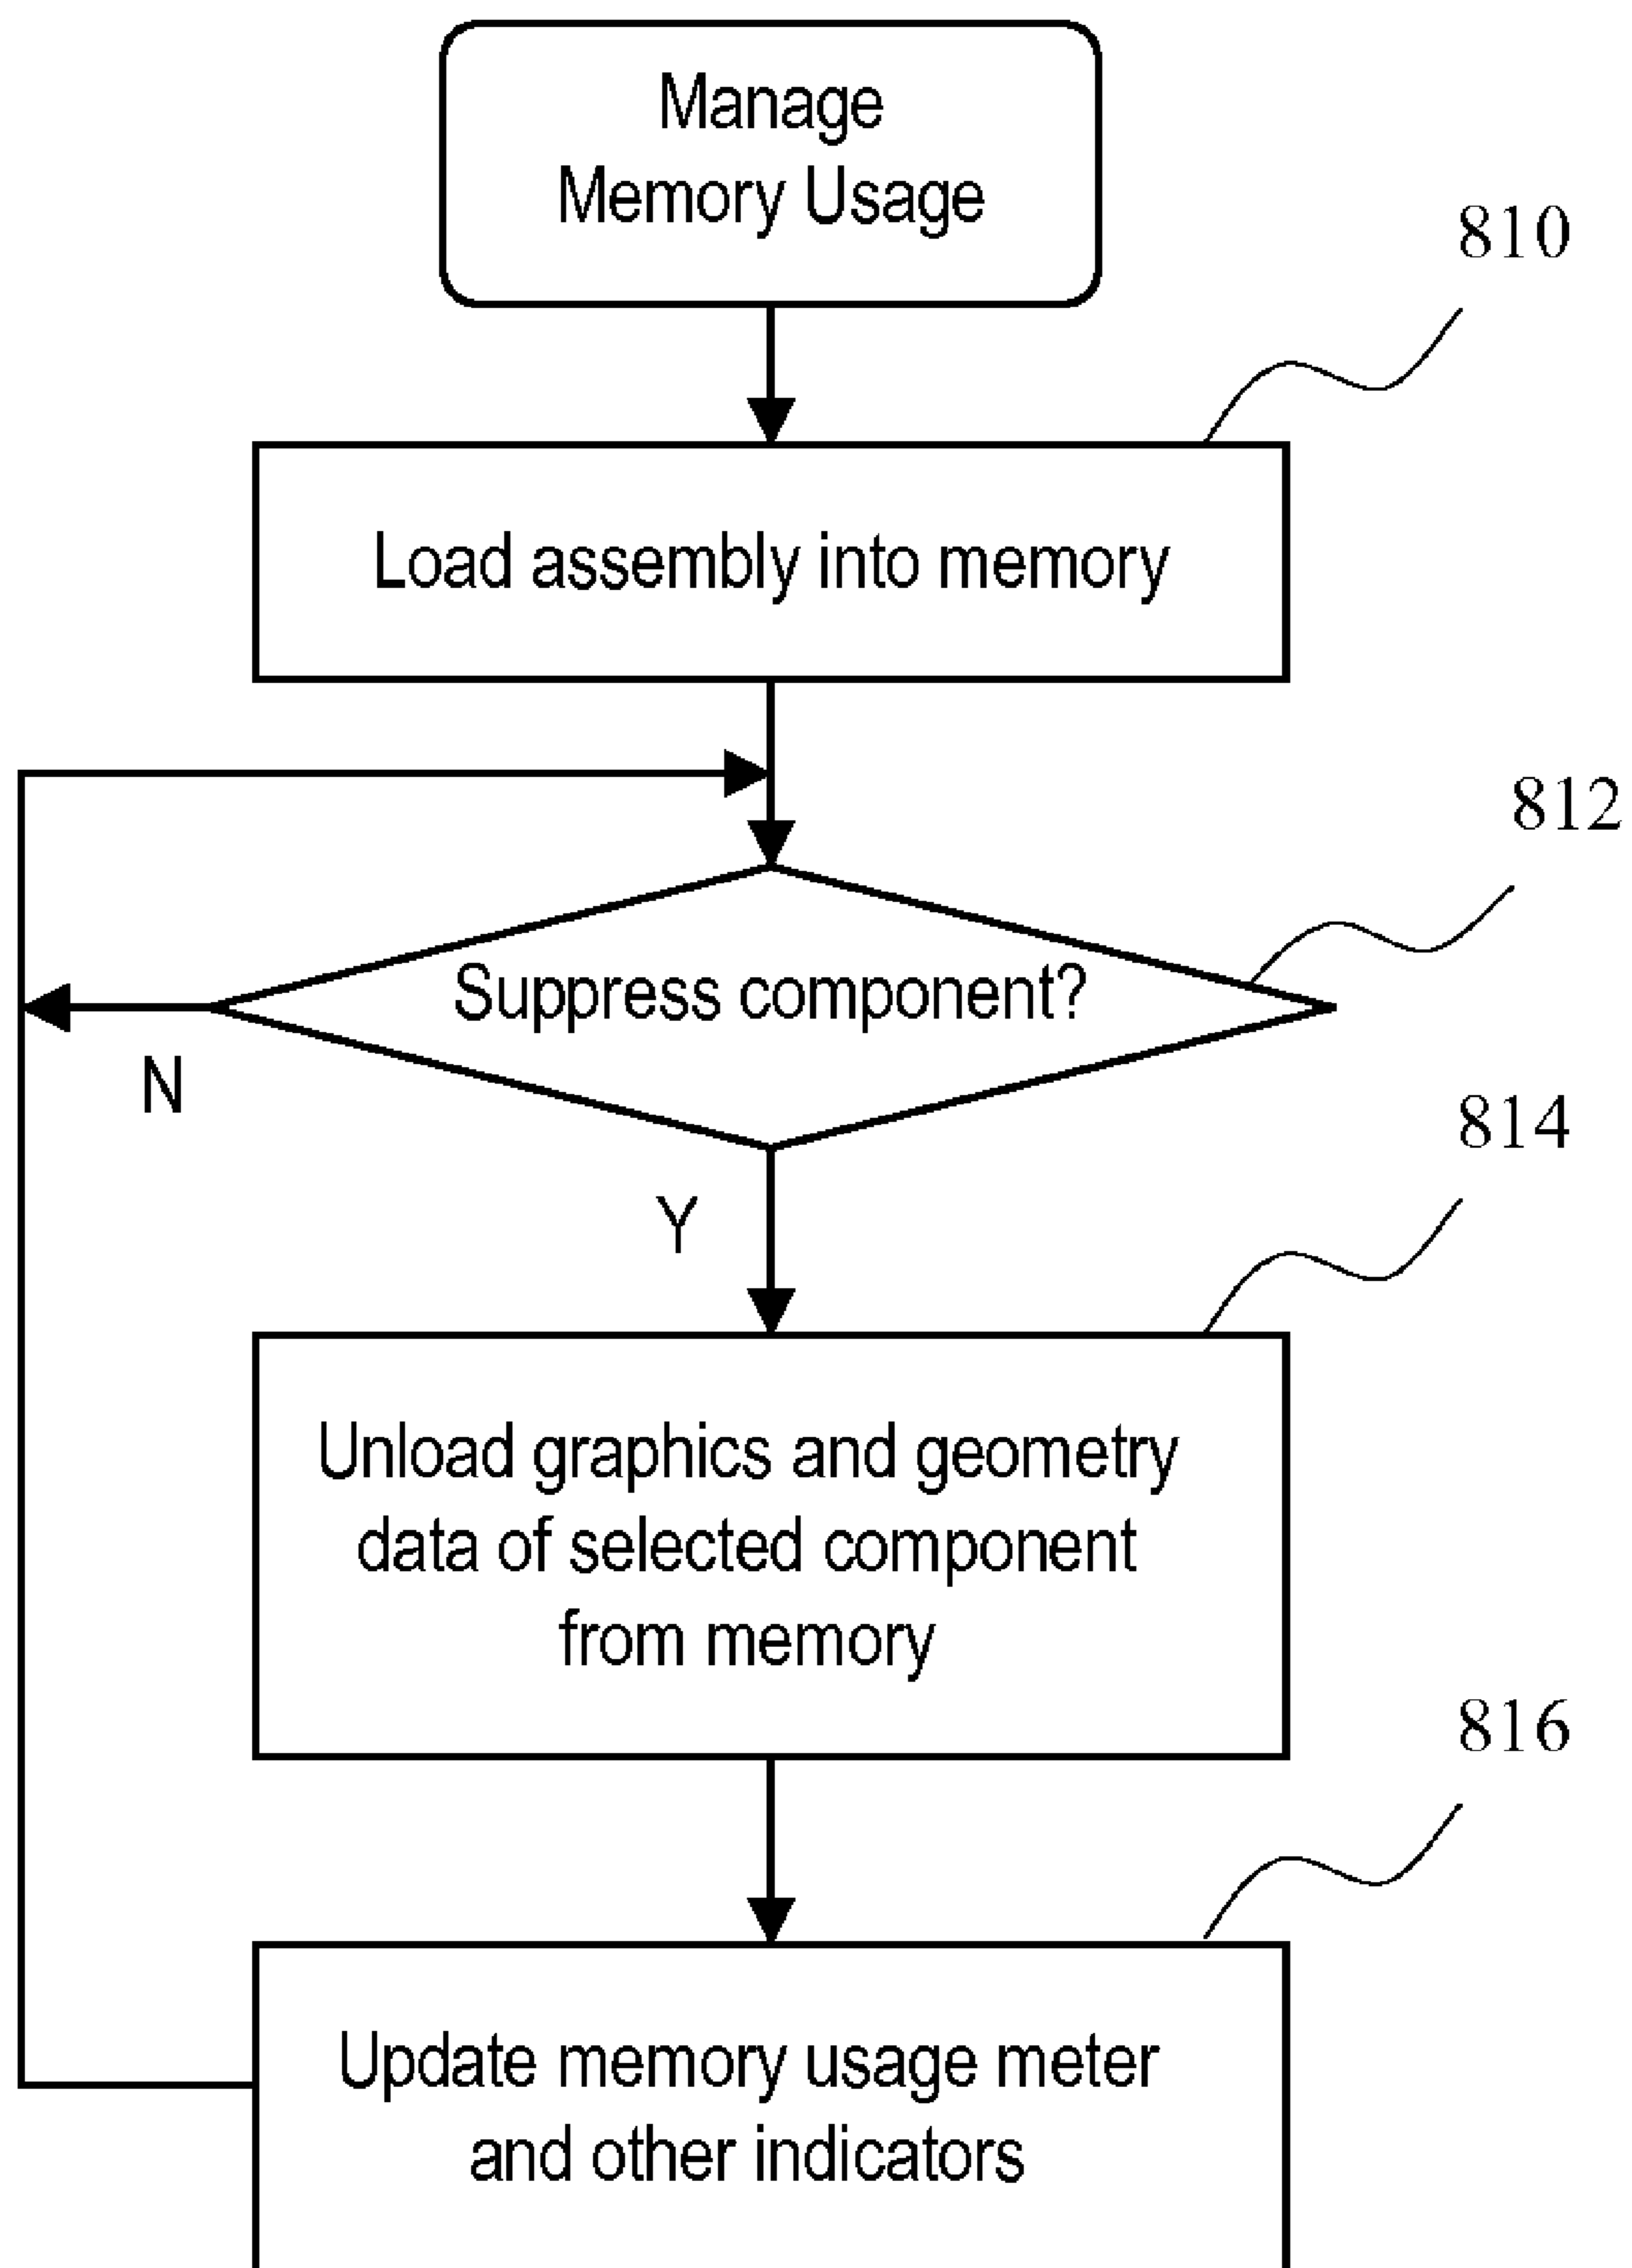 Manage
Memory Usage
810
Load assembly into memory
812
Suppress component?
N
814
Y
Unload graphics and geometry
data of selected component
from memory
816
Update memory usage meter
and other indicators